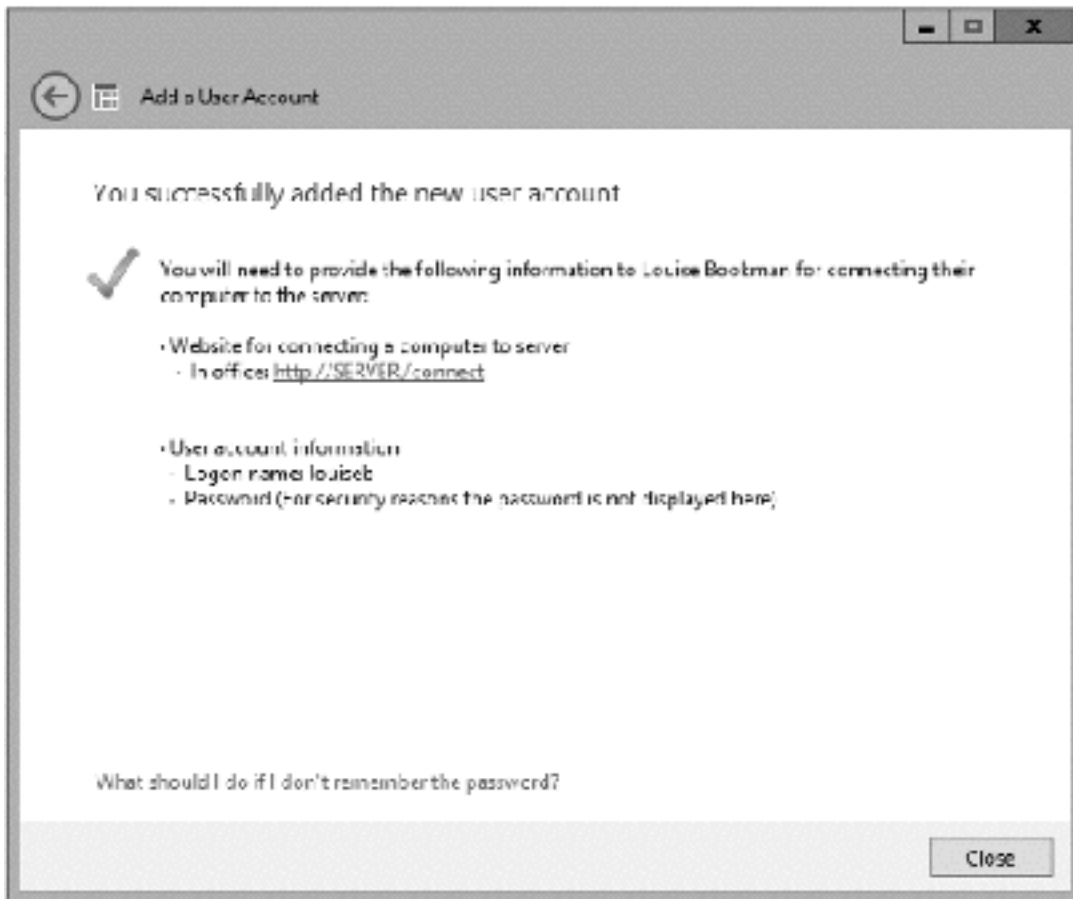 Add a User Account
You successfully added the new user account
You will need to provide the following information to Louise Bookman for connecting their
computer to the server:
• Website for connecting a computer to server
- In office: http://SERVER/connect
• User account information
- Logon name: louiseb
- Password (For security reasons the password is not displayed here)
What should I do if I don't remember the password?
Close